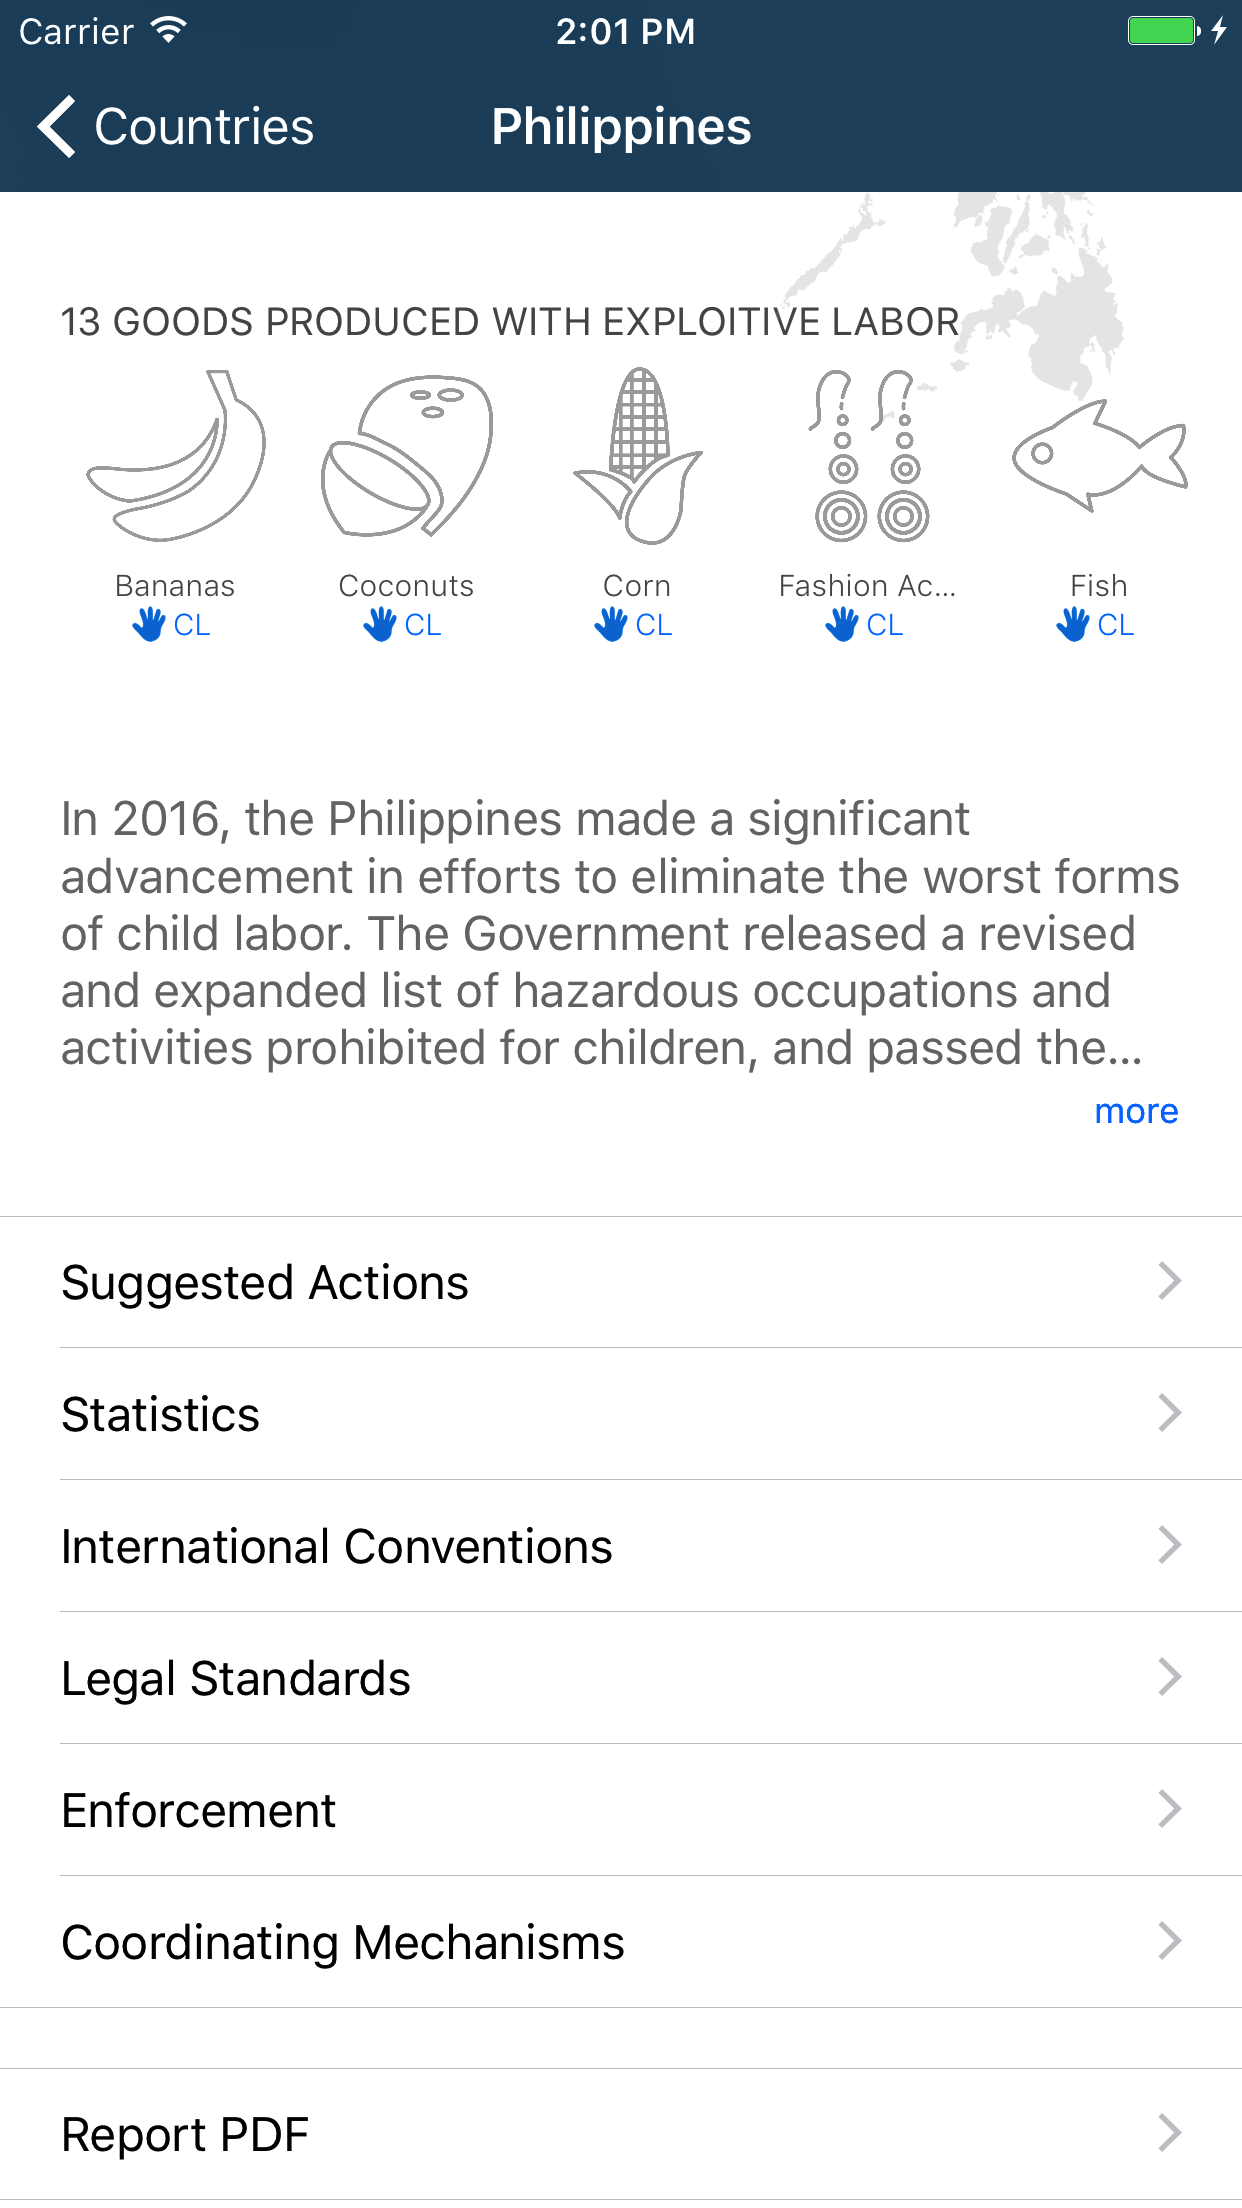 Carrier 2:01 PM
Countries Philippines
13 GOODS PRODUCED WITH EXPLOITIVE LABOR
Bananas Coconuts Corn Fashion Ac... Fish
CL CL CL CL CL
In 2016, the Philippines made a significant
advancement in efforts to eliminate the worst forms
of child labor. The Government released a revised
and expanded list of hazardous occupations and
activities prohibited for children, and passed the...
more
Suggested Actions
Statistics
International Conventions
Legal Standards
Enforcement
Coordinating Mechanisms
Report PDF